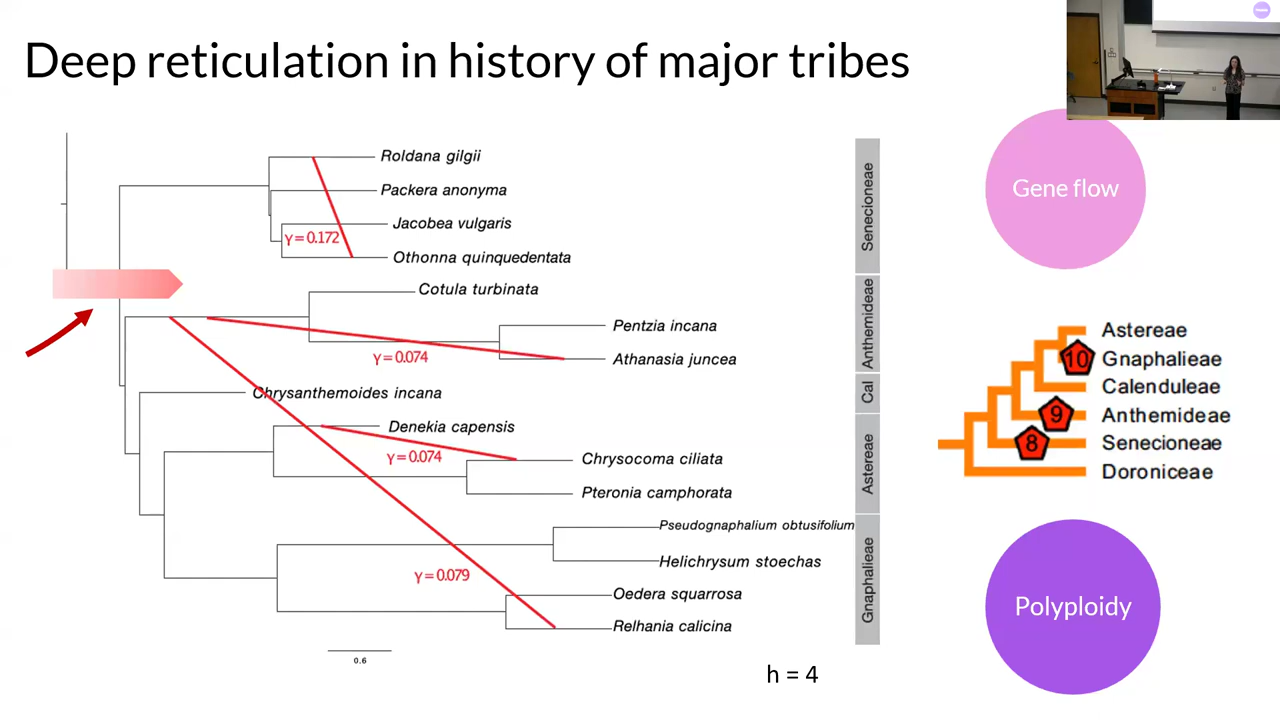 Deep reticulation in history of major tribes
Roldana gilgii
Packera anonyma
Jacobea vulgaris
γ = 0.172
Othonna quinquedentata
Senecioneae
Cotula turbinata
Pentzia incana
γ = 0.074
Athanasia juncea
Anthemideae
Chrysanthemoides incana
Cal
Denekia capensis
γ = 0.074
Chrysocoma ciliata
Pteronia camphorata
Astereae
Pseudognaphalium obtusifolium
Helichrysum stoechas
γ = 0.079
Oedera squarrosa
Relhania calicina
Gnaphalieae
0.6
h = 4
Gene flow
Astereae
10 Gnaphalieae
Calenduleae
9 Anthemideae
8 Senecioneae
Doroniceae
Polyploidy